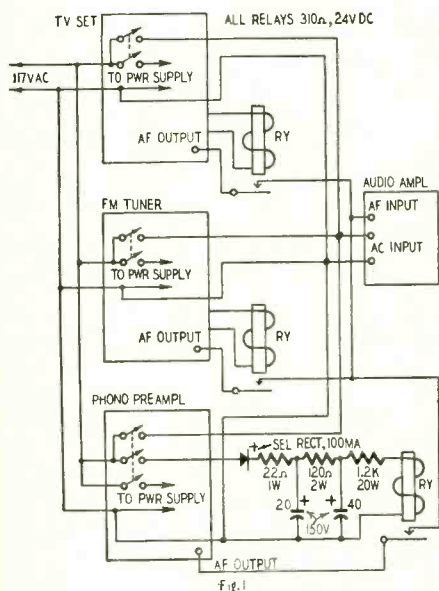 TV SET
ALL RELAYS 310Ω, 24V DC
117VAC
TO PWR SUPPLY
AF OUTPUT
RY
AUDIO AMPL
AF INPUT
AC INPUT
FM TUNER
TO PWR SUPPLY
AF OUTPUT
RY
PHONO PREAMPL
SEL RECT, 100MA
22Ω
1W
120Ω
2W
1.2K
20W
RY
TO PWR SUPPLY
20
+
+
40
150V
AF OUTPUT
Fig. 1